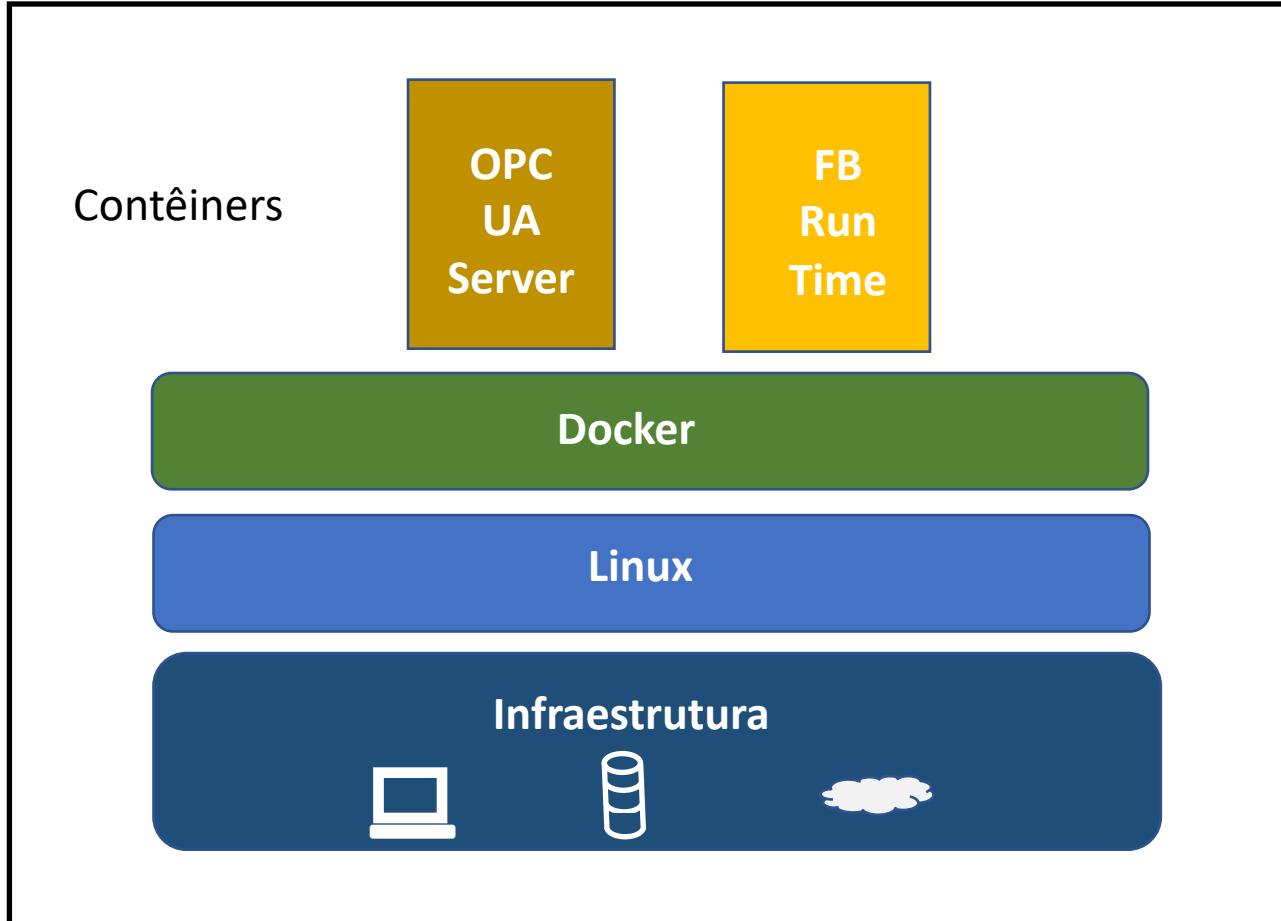 OPC
UA
Server
FB
Run
Time
Contêiners
Docker
Linux
Infraestrutura